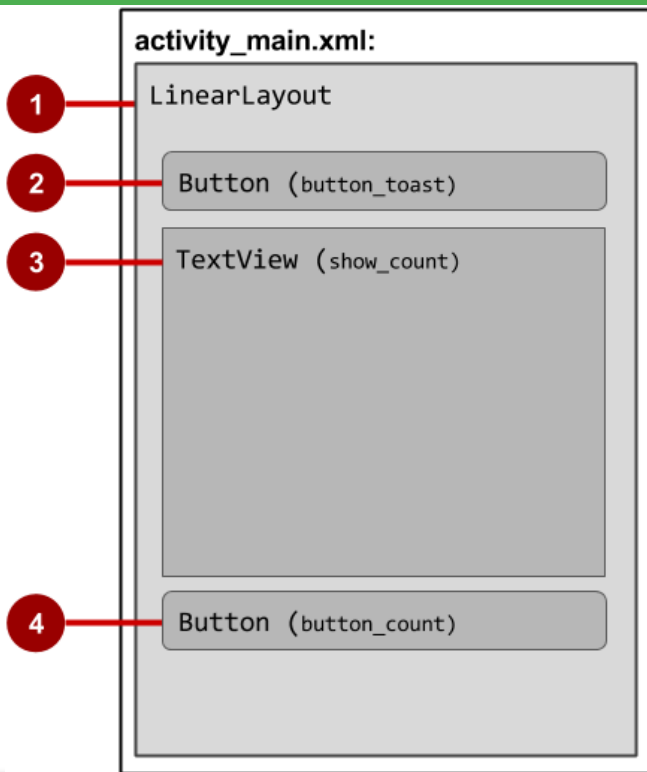 activity_main.xml:
1 LinearLayout
2 Button (button_toast)
3 TextView (show_count)
4 Button (button_count)